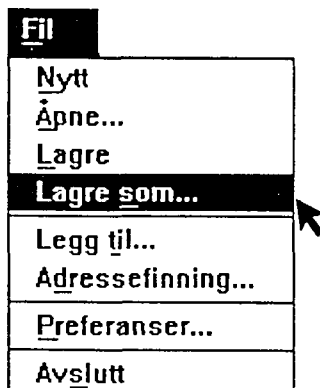 Fil
Nytt
Åpne...
Lagre
Lagre som...
Legg til...
Adressefinning...
Preferanser...
Avslutt